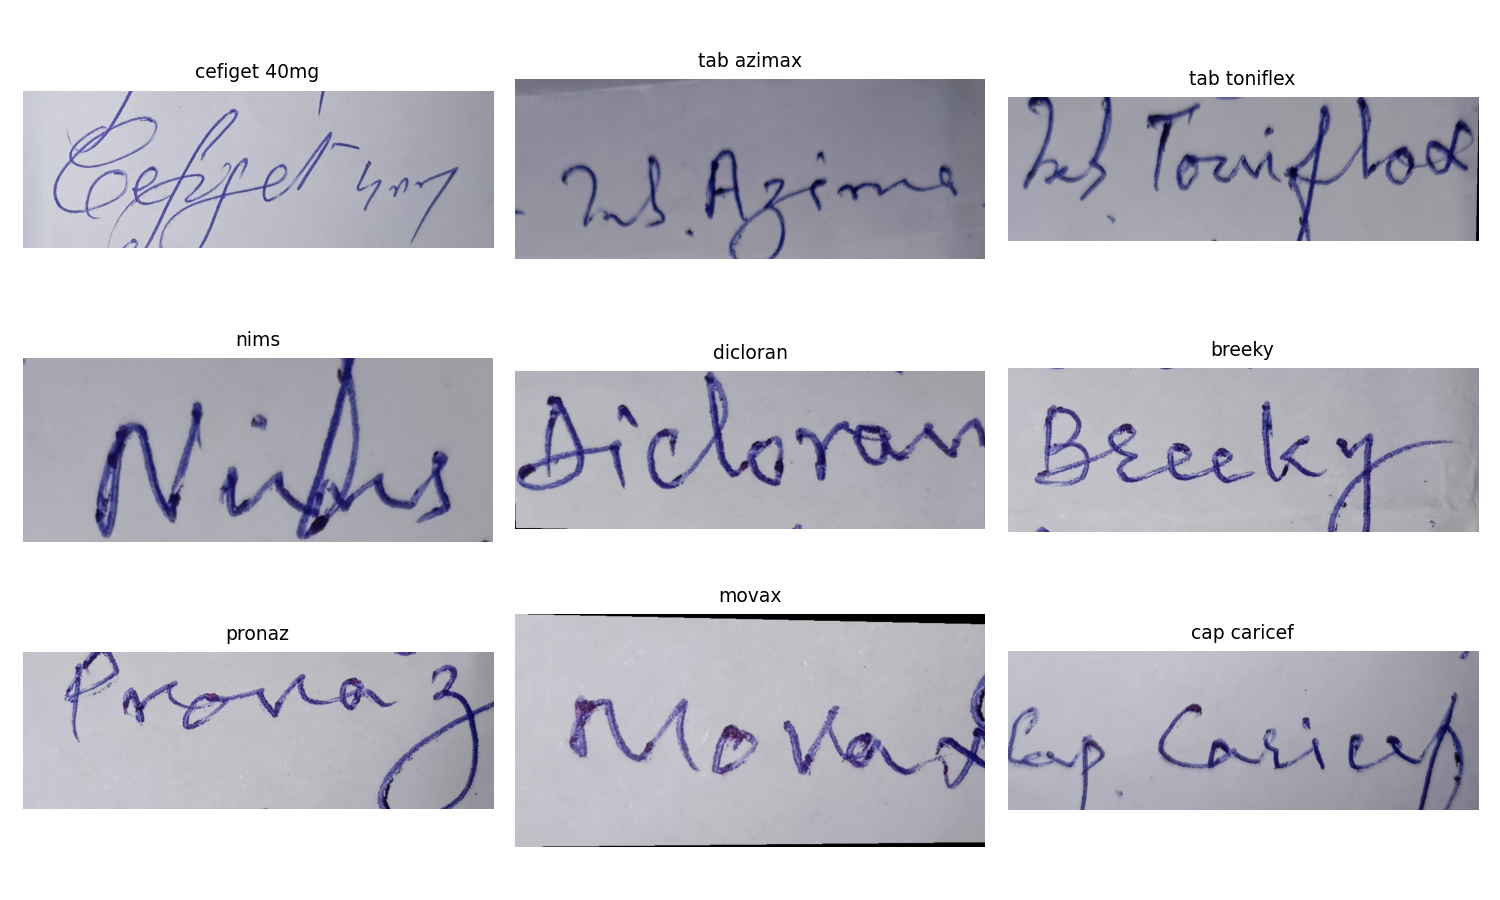 cefiget 40mg
tab azimax
tab toniflex
Cefiget
Tab. Azima
Tab Toniflox
nims
dicloran
breeky
Nims
Dicloran
Breeky
pronaz
movax
cap caricef
Pronaz
Movax
Cap. Caricef